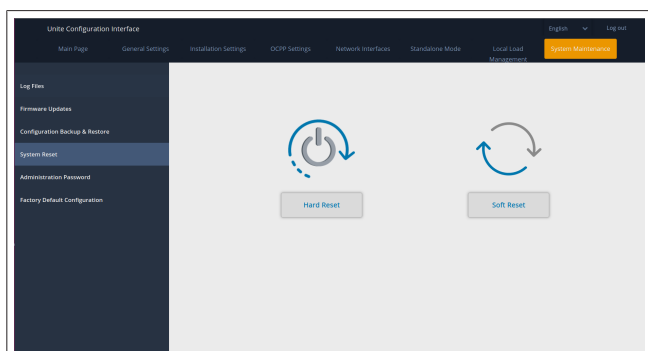 Unite Configuration Interface
English
Log out
Main Page
General Settings
Installation Settings
OCPP Settings
Network Interfaces
Standalone Mode
Local Load
Management
System Maintenance
Log Files
Firmware Updates
Configuration Backup & Restore
System Reset
Administration Password
Factory Default Configuration
Hard Reset
Soft Reset